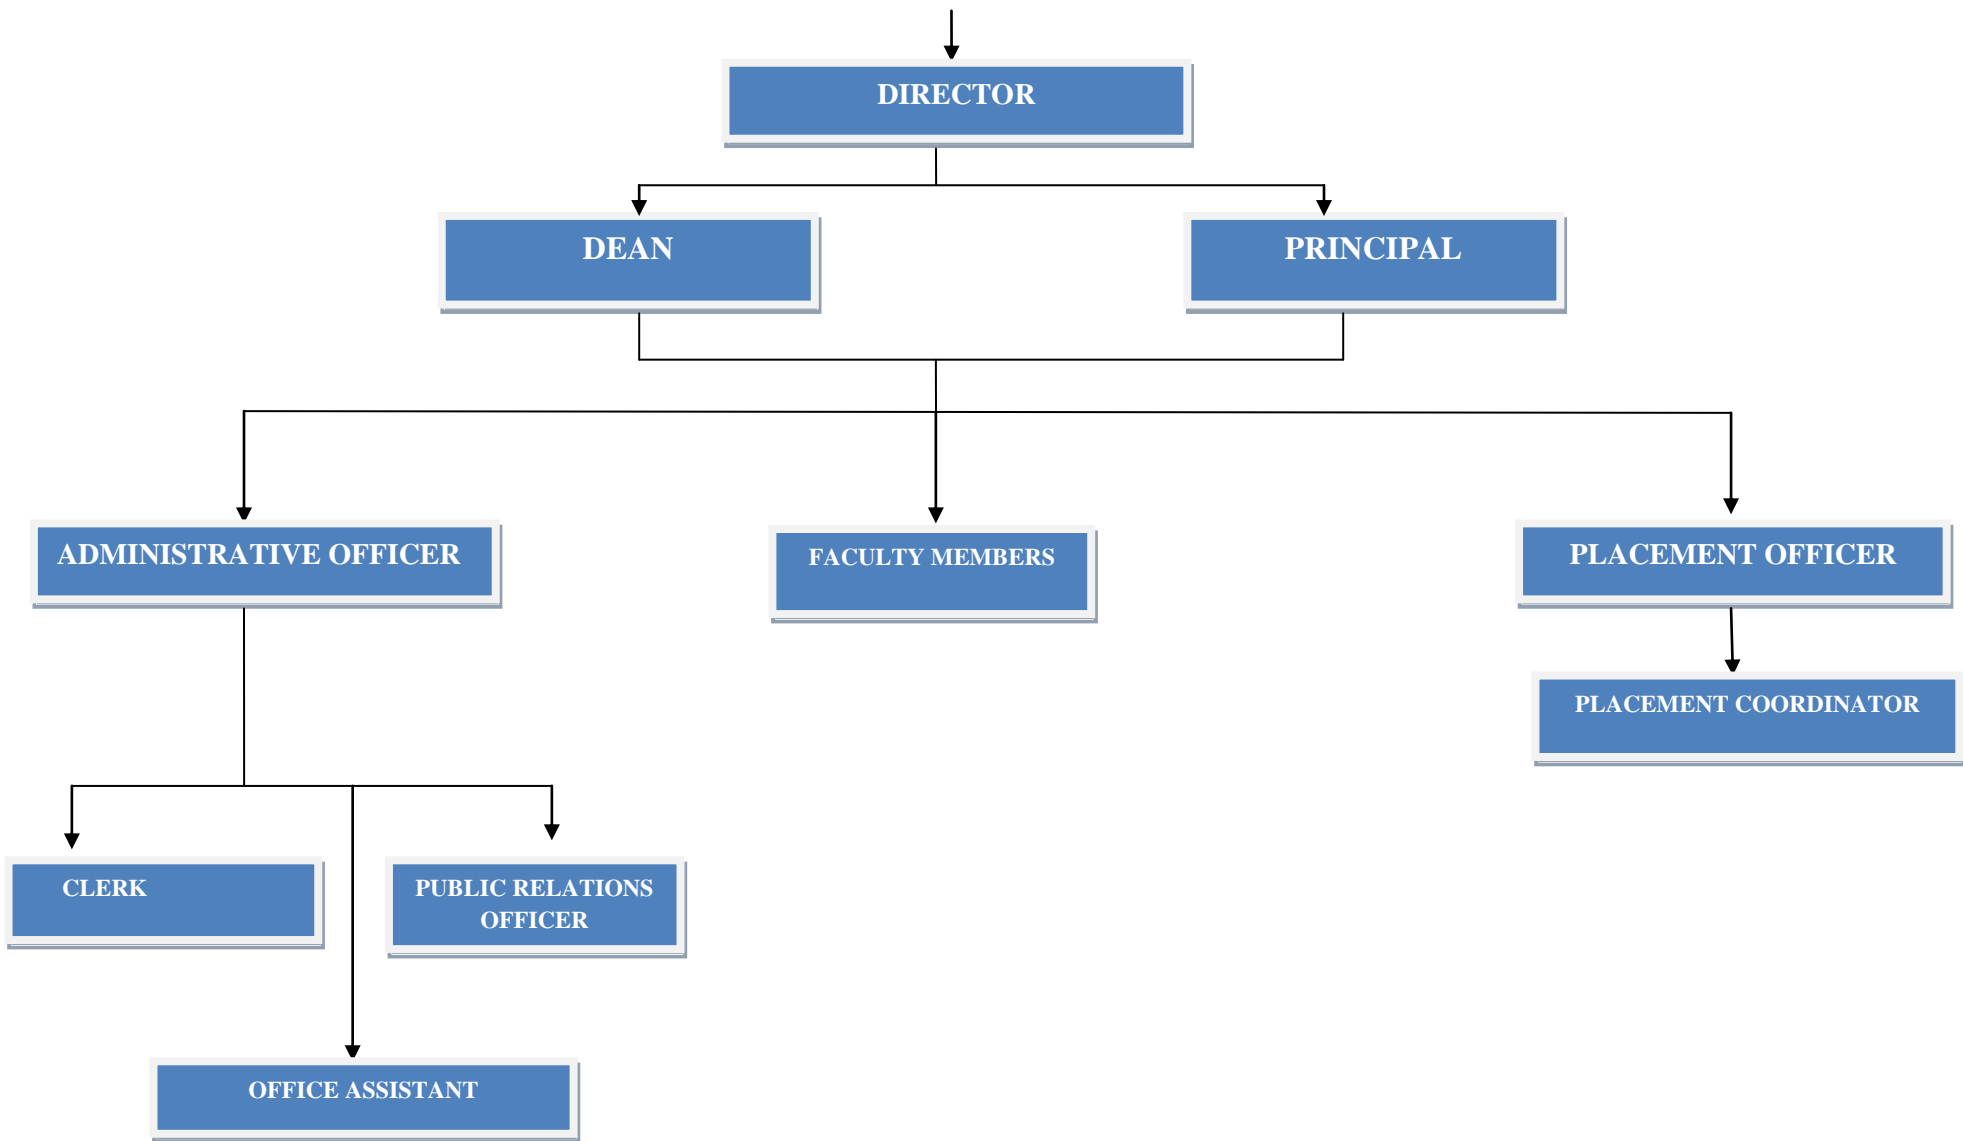 DIRECTOR
DEAN
PRINCIPAL
ADMINISTRATIVE OFFICER
FACULTY MEMBERS
PLACEMENT OFFICER
PLACEMENT COORDINATOR
CLERK
PUBLIC RELATIONS
OFFICER
OFFICE ASSISTANT